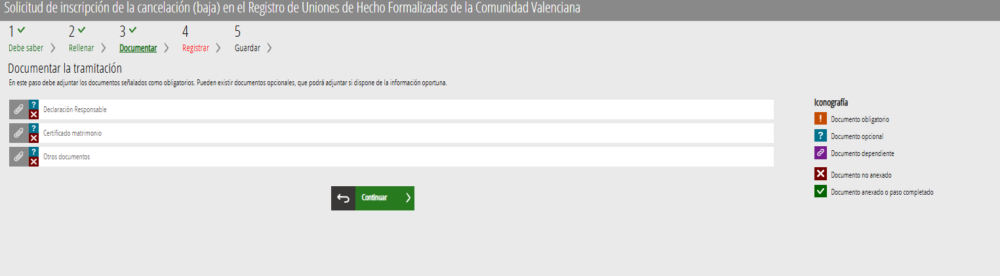 Solicitud de inscripción de la cancelación (baja) en el Registro de Uniones de Hecho Formalizadas de la Comunidad Valenciana
1 2 3 4 5
Debe saber Rellenar Documentar Registrar Guardar
Documentar la tramitación
En este paso debe adjuntar los documentos señalados como obligatorios. Pueden existir documentos opcionales, que podrá adjuntar si dispone de la información oportuna.
? Declaración Responsable
? Certificado matrimonio
? Otros documentos
Continuar
Iconografía
! Documento obligatorio
? Documento opcional
Documento dependiente
Documento no anexado
Documento anexado o paso completado